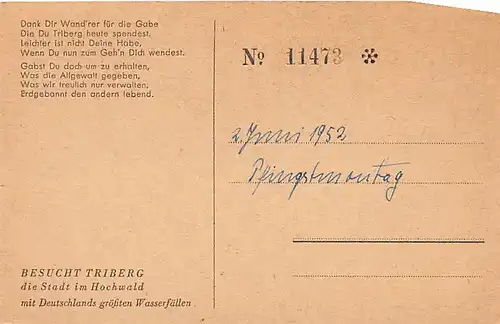 Dank Dir Wand'rer für die Gabe
Die Du Triberg heute spendest.
Leichter ist nicht Deine Habe,
Wenn Du nun zum Geh'n Dich wendest.
Gabst Du doch um zu erhalten,
Was die Allgewalt gegeben,
Was wir treulich nur verwalten,
Erdgebannt den andern lebend.
No 11473 *
2. Juni 1952
Pfingstmontag
BESUCHT TRIBERG
die Stadt im Hochwald
mit Deutschlands größten Wasserfällen